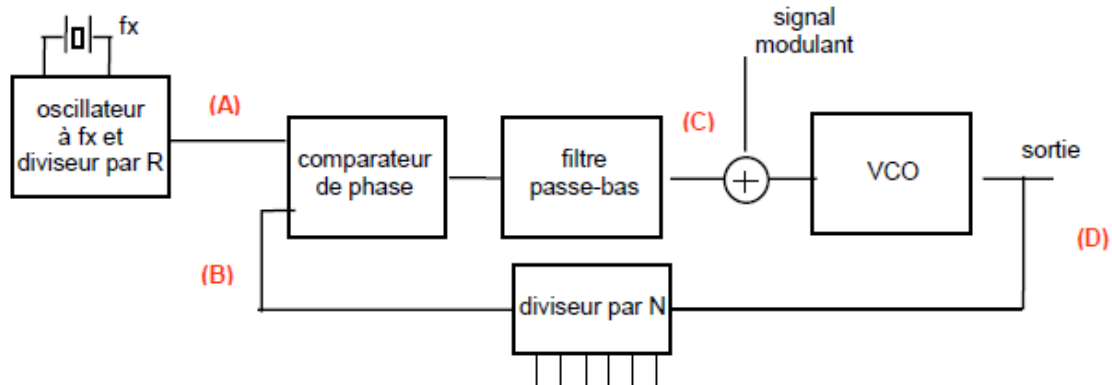 fx
signal
modulant
oscillateur
à fx et
diviseur par R
(A)
comparateur
de phase
filtre
passe-bas
(C)
+
VCO
sortie
(D)
(B)
diviseur par N